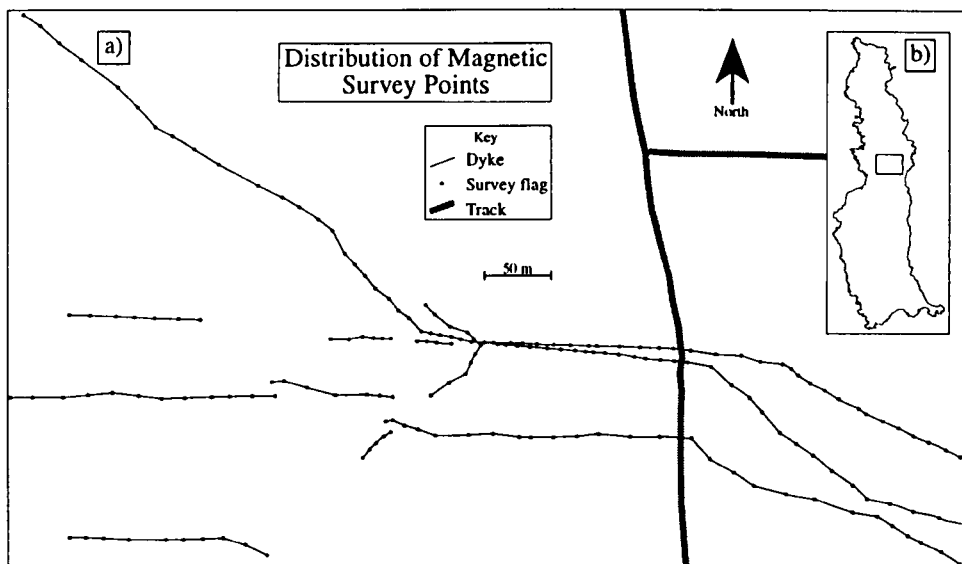 a)
Distribution of Magnetic
Survey Points
Key
Dyke
Survey flag
Track
50 m
North
b)